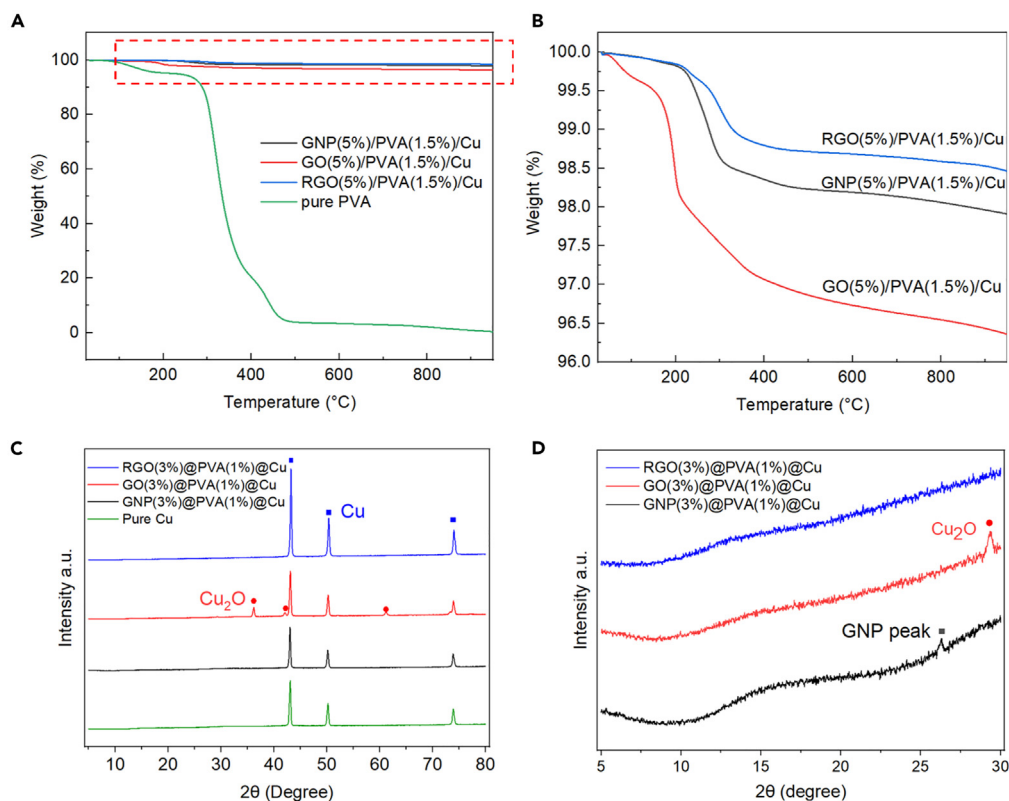 A
100
80
60
40
20
0
Weight (%)
GNP(5%)/PVA(1.5%)/Cu
GO(5%)/PVA(1.5%)/Cu
RGO(5%)/PVA(1.5%)/Cu
pure PVA
200 400 600 800
Temperature (°C)
B
100.0
99.5
99.0
98.5
98.0
97.5
97.0
96.5
96.0
Weight (%)
RGO(5%)/PVA(1.5%)/Cu
GNP(5%)/PVA(1.5%)/Cu
GO(5%)/PVA(1.5%)/Cu
200 400 600 800
Temperature (°C)
C
RGO(3%)@PVA(1%)@Cu
GO(3%)@PVA(1%)@Cu
GNP(3%)@PVA(1%)@Cu
Pure Cu
Cu
Cu₂O
Intensity a.u.
10 20 30 40 50 60 70 80
2θ (Degree)
D
RGO(3%)@PVA(1%)@Cu
GO(3%)@PVA(1%)@Cu
GNP(3%)@PVA(1%)@Cu
Cu₂O
GNP peak
Intensity a.u.
5 10 15 20 25 30
2θ (degree)